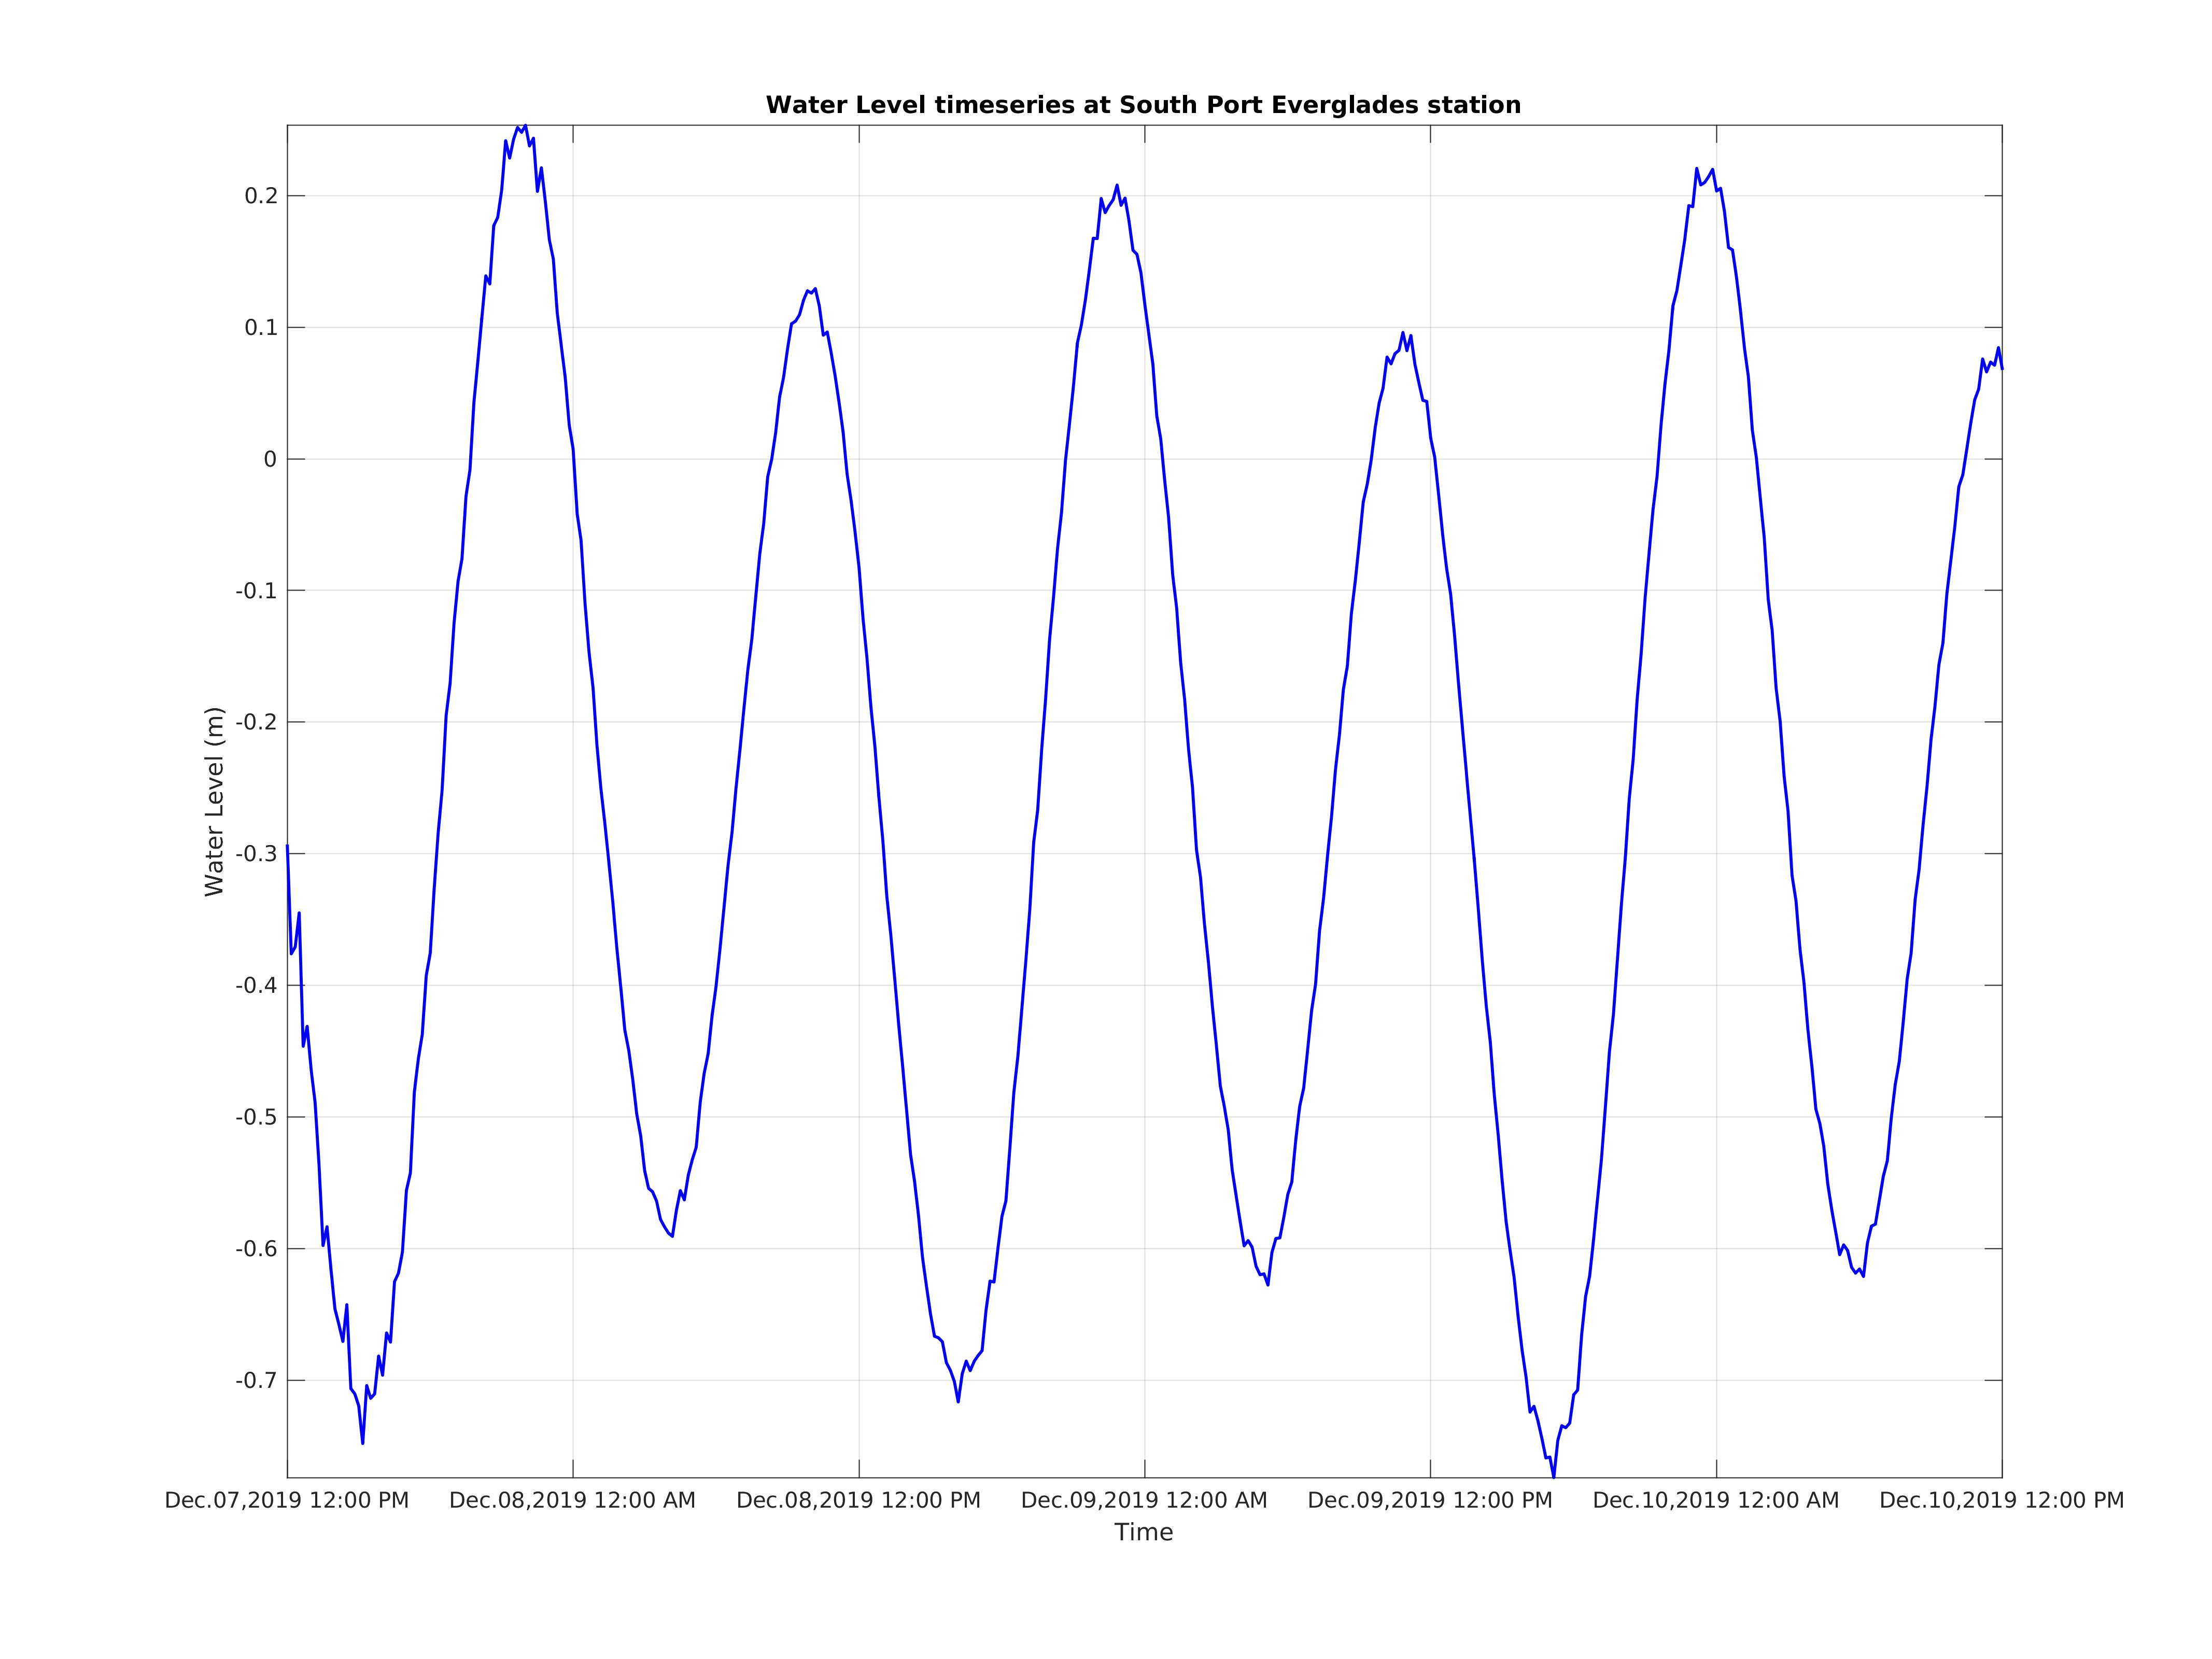 Water Level timeseries at South Port Everglades station
Water Level (m)
0.2
0.1
0
-0.1
-0.2
-0.3
-0.4
-0.5
-0.6
-0.7
Dec.07,2019 12:00 PM
Dec.08,2019 12:00 AM
Dec.08,2019 12:00 PM
Dec.09,2019 12:00 AM
Dec.09,2019 12:00 PM
Dec.10,2019 12:00 AM
Dec.10,2019 12:00 PM
Time